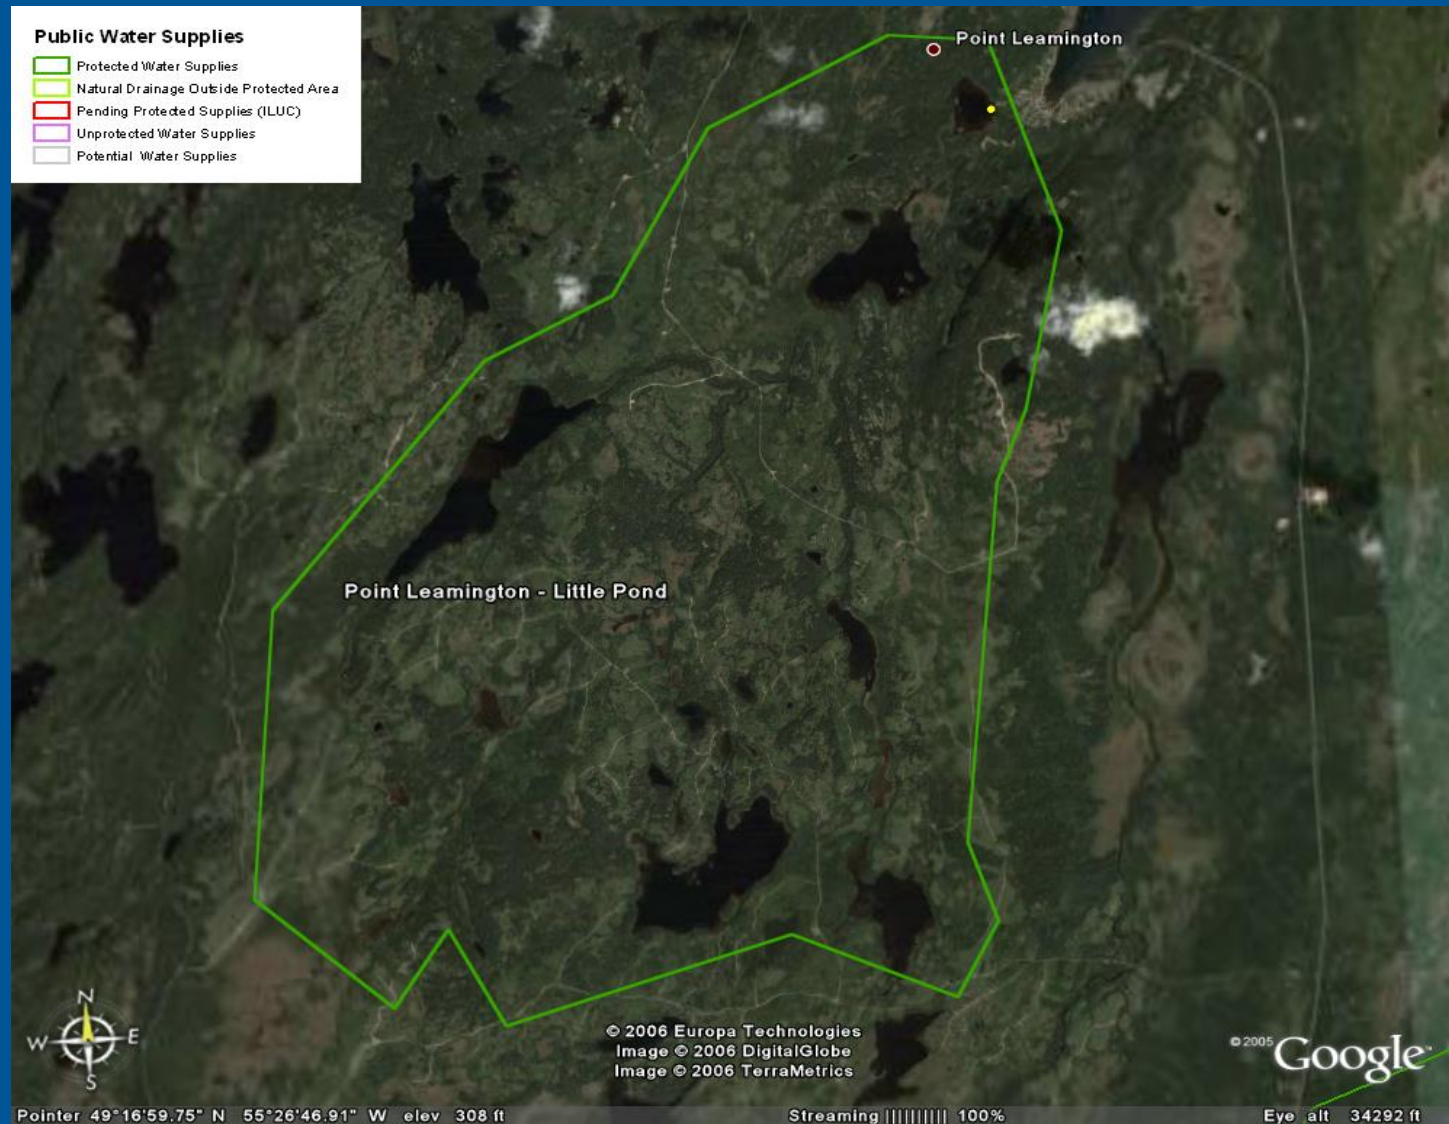 Public Water Supplies
Protected Water Supplies
Natural Drainage Outside Protected Area
Pending Protected Supplies (ILUC)
Unprotected Water Supplies
Potential Water Supplies
Point Leamington
Point Leamington - Little Pond
N
W E
S
© 2006 Europa Technologies
Image © 2006 DigitalGlobe
Image © 2006 TerraMetrics
© 2005 Google™
Pointer 49°16'59.75" N 55°26'46.91" W elev 308 ft
Streaming |||||||||| 100%
Eye alt 34292 ft